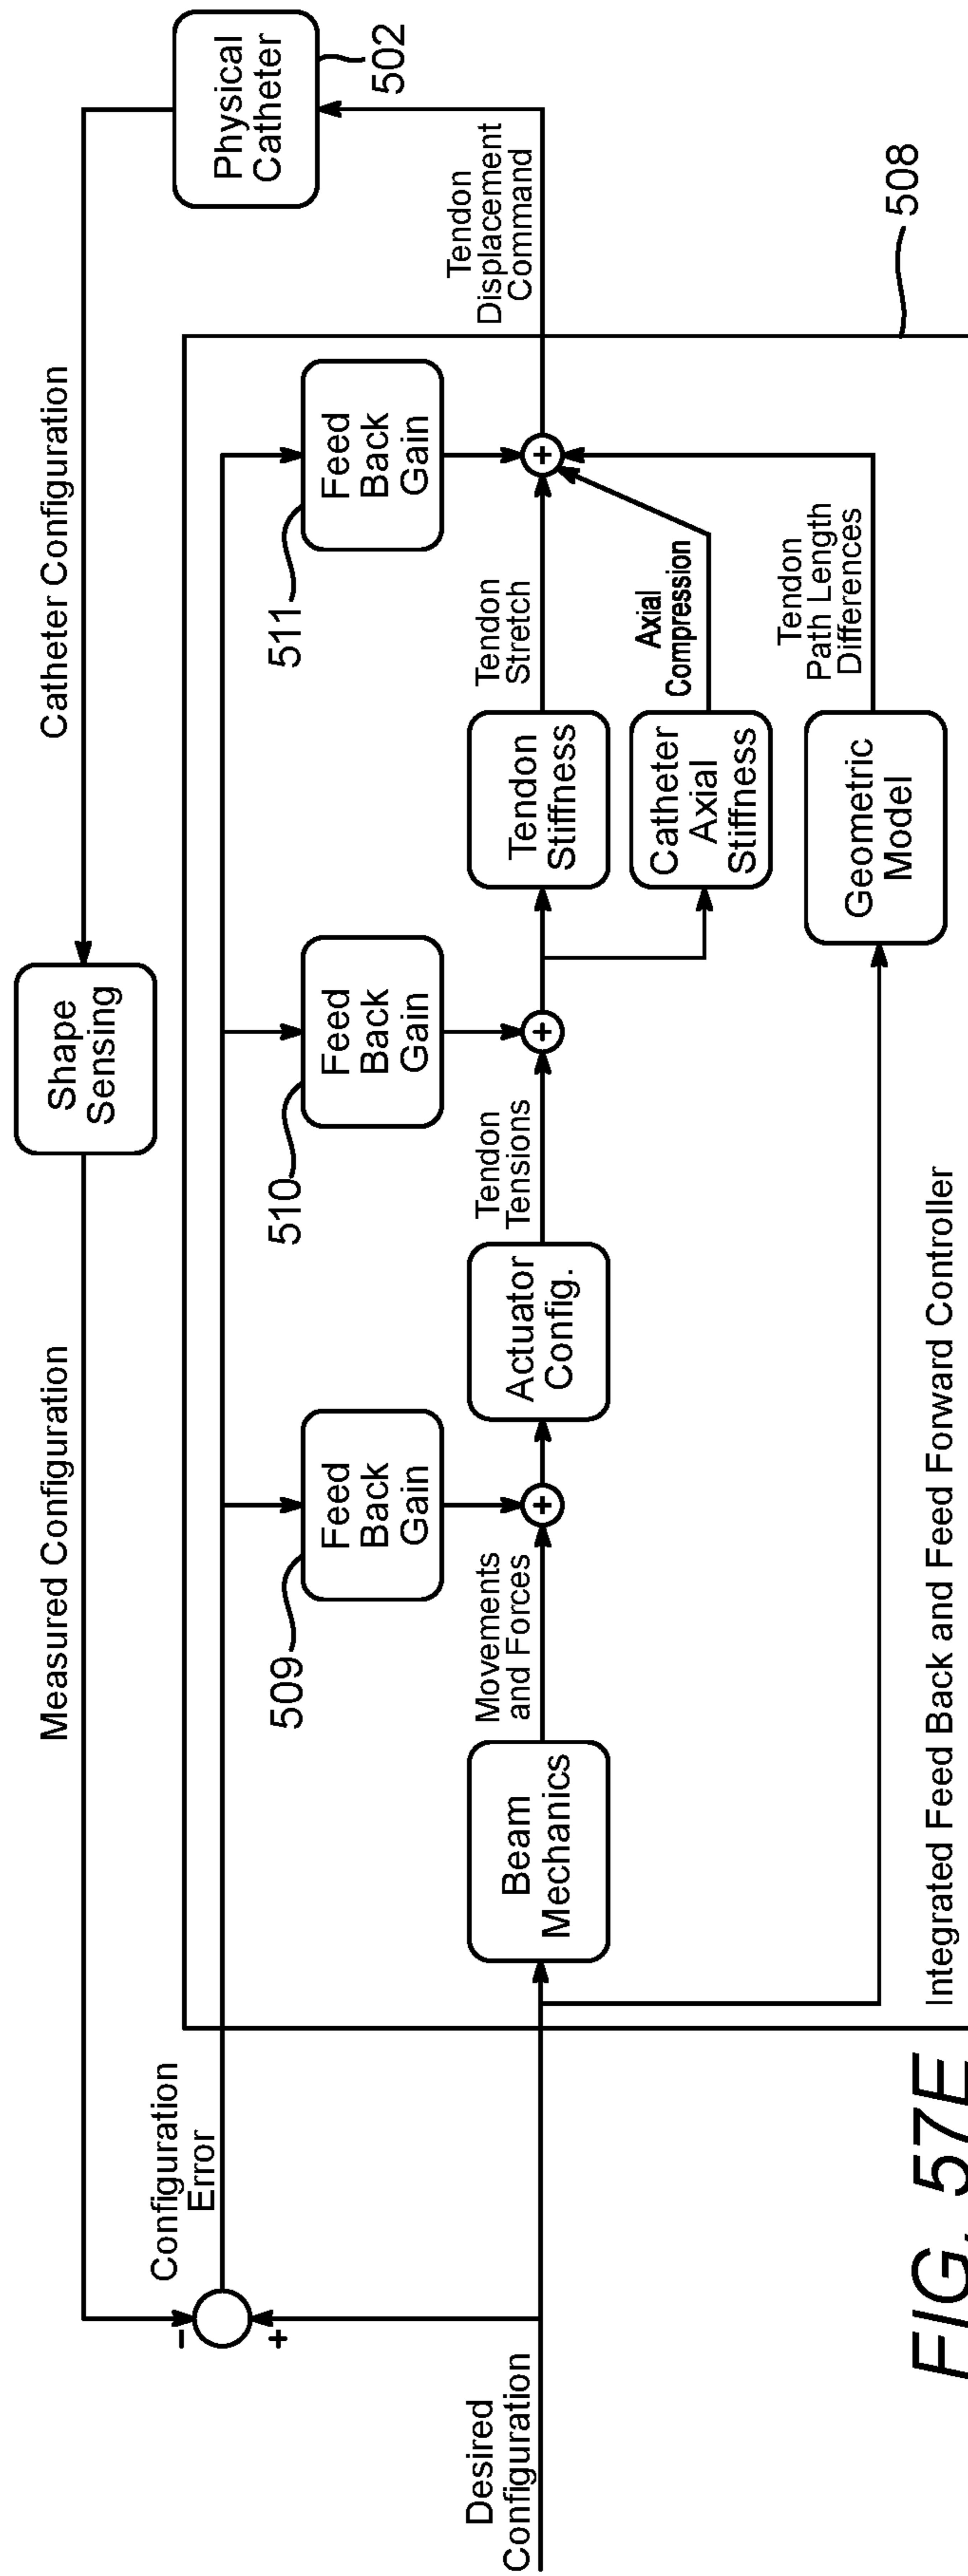 Measured Configuration
Shape
Sensing
Catheter Configuration
Physical
Catheter
502
Configuration
Error
-
+
509
Feed
Back
Gain
510
Feed
Back
Gain
511
Feed
Back
Gain
Desired
Configuration
Beam
Mechanics
Movements
and Forces
+
Actuator
Config.
Tendon
Tensions
+
Tendon
Stiffness
Tendon
Stretch
+
Tendon
Displacement
Command
Catheter
Axial
Stiffness
Axial
Compression
Geometric
Model
Tendon
Path Length
Differences
508
Integrated Feed Back and Feed Forward Controller
FIG. 57E